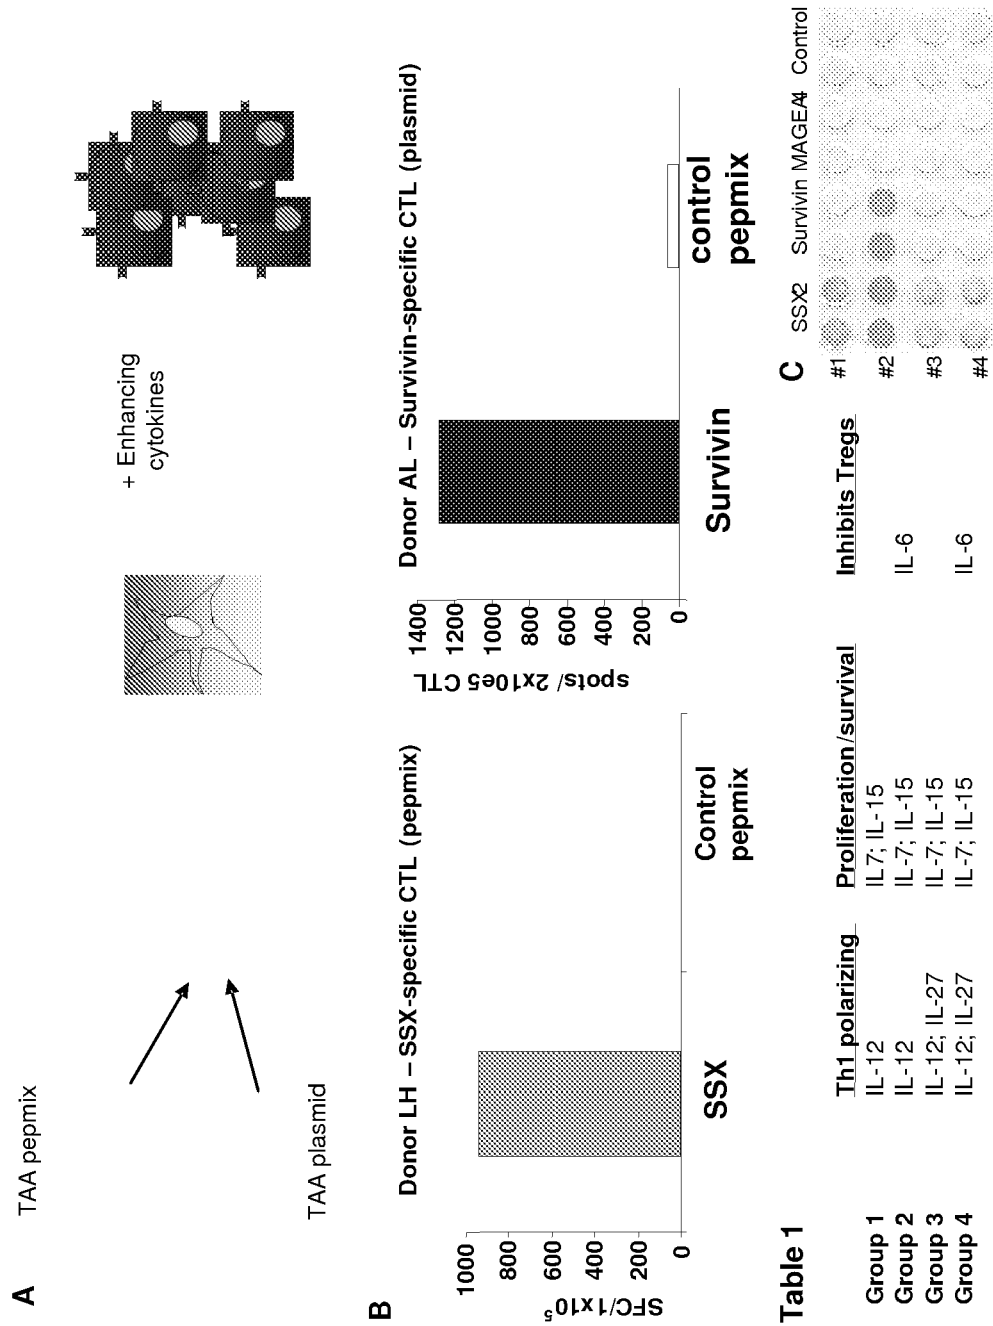 A
TAA pepmix
TAA plasmid
+ Enhancing
cytokines
B
Donor LH – SSX-specific CTL (pepmix)
SFC/1x10⁵
1000
800
600
400
200
0
SSX
Control
pepmix
Donor AL – Survivin-specific CTL (plasmid)
spots/ 2x10e5 CTL
1400
1200
1000
800
600
400
200
0
Survivin
control
pepmix
Table 1
Th1 polarizing Proliferation/survival Inhibits Tregs
Group 1 IL-12 IL7; IL-15
Group 2 IL-12 IL-7; IL-15 IL-6
Group 3 IL-12; IL-27 IL-7; IL-15
Group 4 IL-12; IL-27 IL-7; IL-15 IL-6
C
SSX2 Survivin MAGEA4 Control
#1
#2
#3
#4